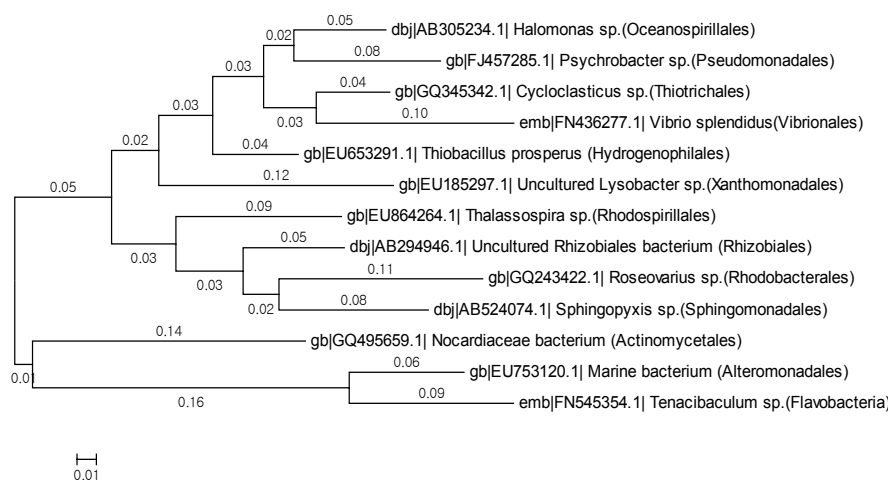 0.05
dbj|AB305234.1| Halomonas sp.(Oceanospirillales)
0.02
0.08
gb|FJ457285.1| Psychrobacter sp.(Pseudomonadales)
0.03
0.04
gb|GQ345342.1| Cycloclasticus sp.(Thiotrichales)
0.03
0.03
0.10
emb|FN436277.1| Vibrio splendidus(Vibrionales)
0.02
0.04
gb|EU653291.1| Thiobacillus prosperus (Hydrogenophilales)
0.12
gb|EU185297.1| Uncultured Lysobacter sp.(Xanthomonadales)
0.05
0.09
gb|EU864264.1| Thalassospira sp.(Rhodospirillales)
0.03
0.05
dbj|AB294946.1| Uncultured Rhizobiales bacterium (Rhizobiales)
0.03
0.11
gb|GQ243422.1| Roseovarius sp.(Rhodobacterales)
0.02
0.08
dbj|AB524074.1| Sphingopyxis sp.(Sphingomonadales)
0.14
gb|GQ495659.1| Nocardiaceae bacterium (Actinomycetales)
0.01
0.06
gb|EU753120.1| Marine bacterium (Alteromonadales)
0.16
0.09
emb|FN545354.1| Tenacibaculum sp.(Flavobacteria)
0.01